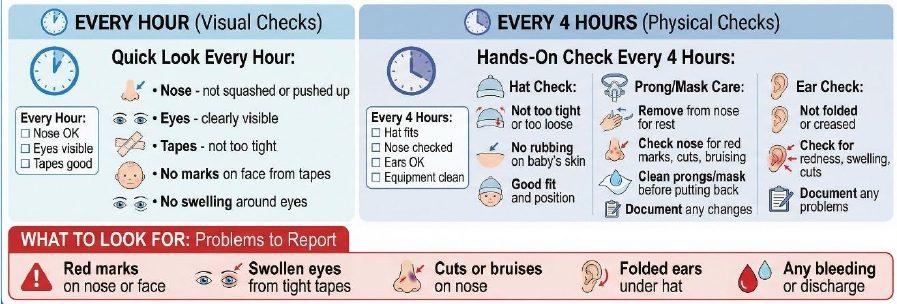 EVERY HOUR (Visual Checks)
Quick Look Every Hour:
• Nose - not squashed or pushed up
• Eyes - clearly visible
• Tapes - not too tight
• No marks on face from tapes
• No swelling around eyes
Every Hour:
☐ Nose OK
☐ Eyes visible
☐ Tapes good
EVERY 4 HOURS (Physical Checks)
Hands-On Check Every 4 Hours:
Every 4 Hours:
☐ Hat fits
☐ Nose checked
☐ Ears OK
☐ Equipment clean
Hat Check:
Not too tight
or too loose
No rubbing
on baby's skin
Good fit
and position
Prong/Mask Care:
Remove from nose
for rest
Check nose for red
marks, cuts, bruising
Clean prongs/mask
before putting back
Document any changes
Ear Check:
Not folded
or creased
Check for
redness, swelling,
cuts
Document any
problems
WHAT TO LOOK FOR: Problems to Report
Red marks
on nose or face
Swollen eyes
from tight tapes
Cuts or bruises
on nose
Folded ears
under hat
Any bleeding
or discharge